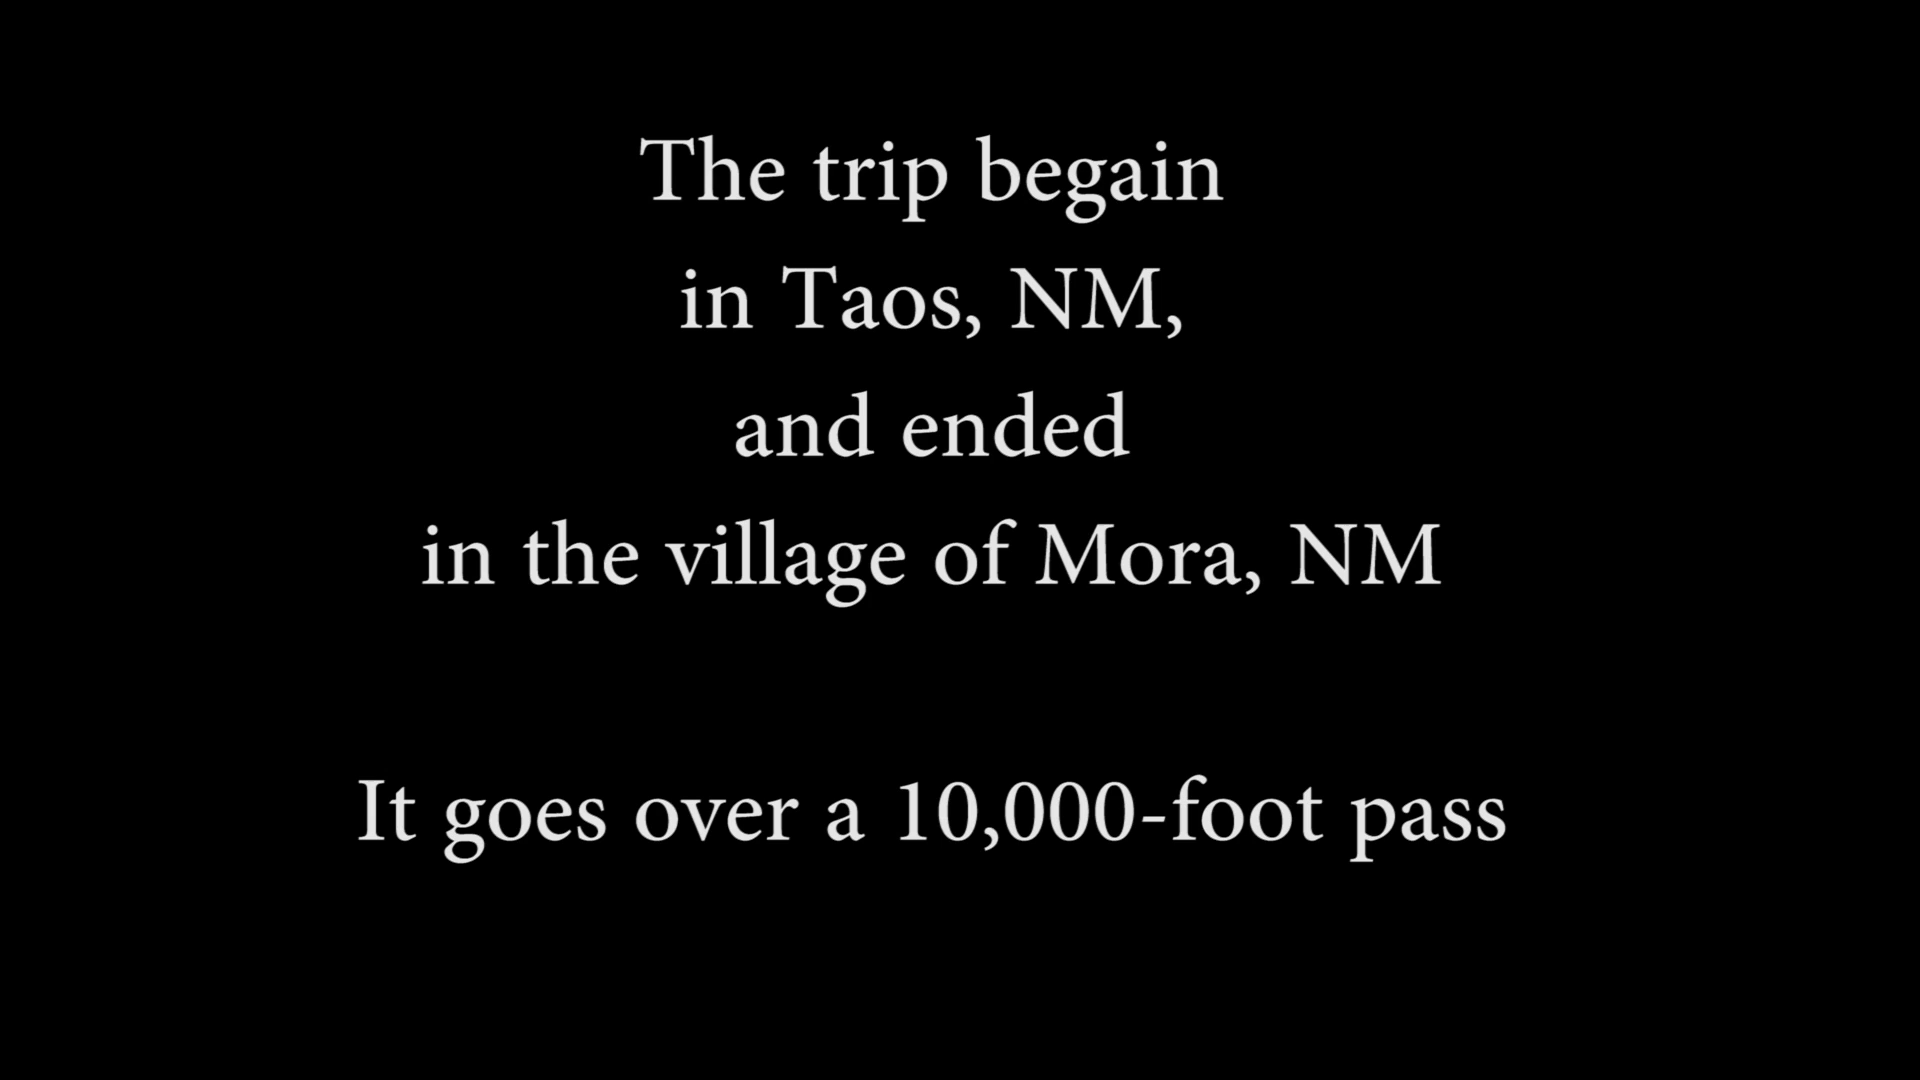 The trip begain
in Taos, NM,
and ended
in the village of Mora, NM
It goes over a 10,000-foot pass